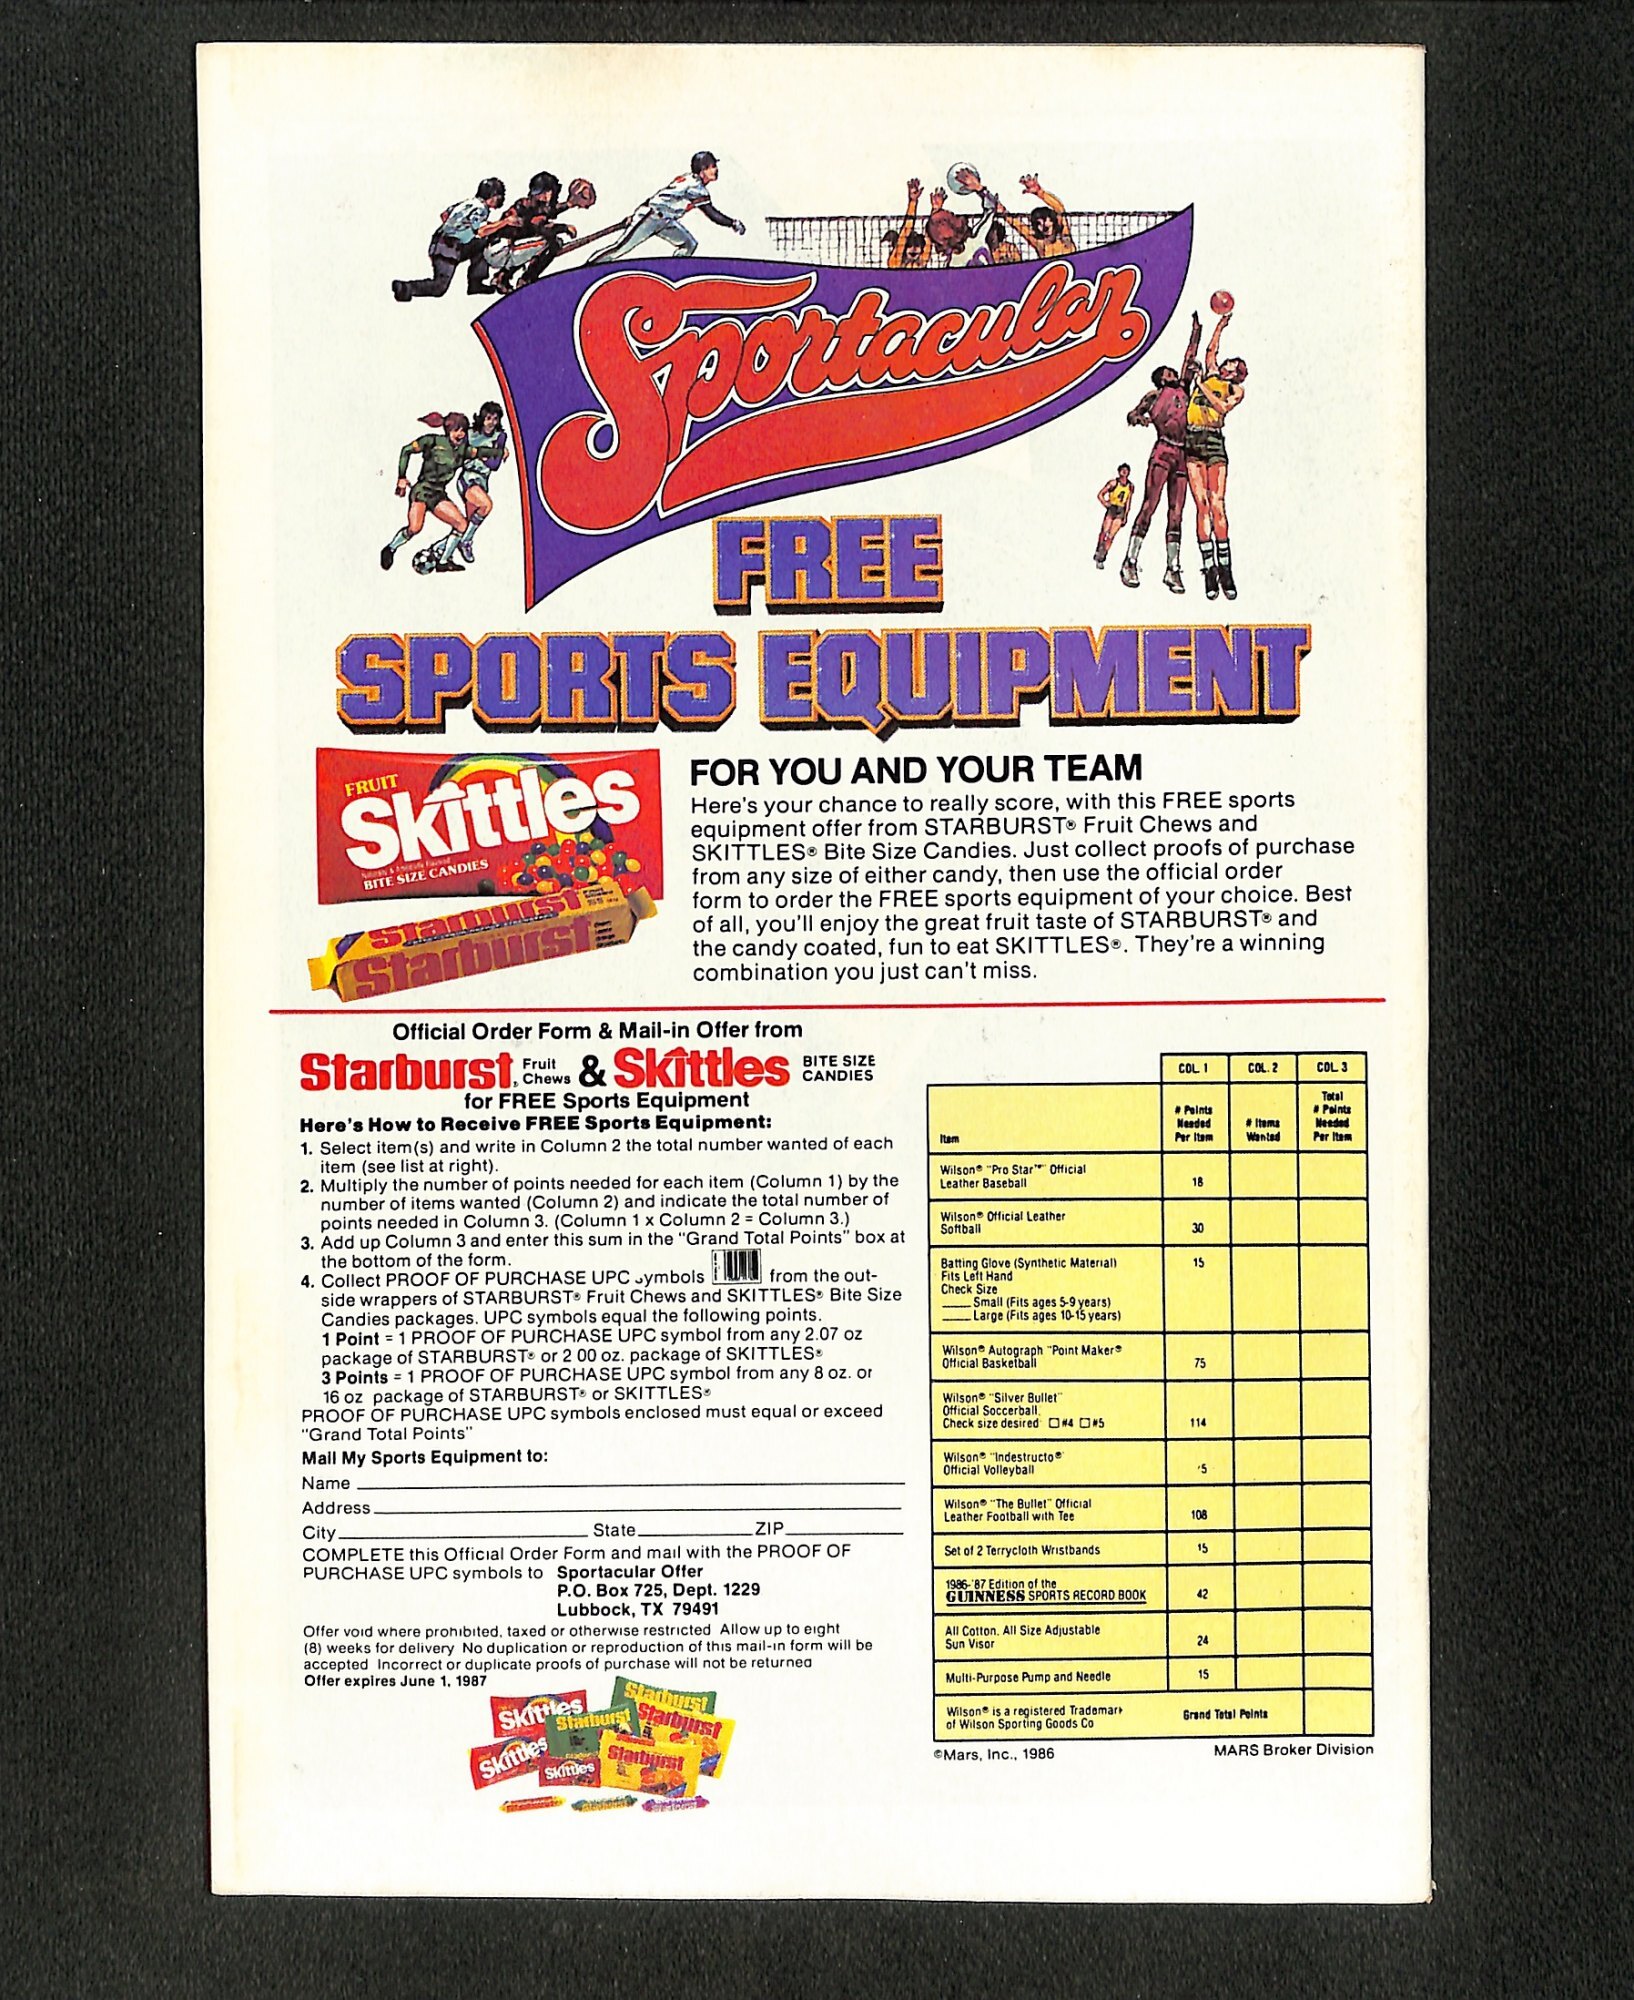 Sportacular
FREE
SPORTS EQUIPMENT
FRUIT
Skittles
BITE SIZE CANDIES
Starburst
Starburst
FOR YOU AND YOUR TEAM
Here's your chance to really score, with this FREE sports
equipment offer from STARBURST® Fruit Chews and
SKITTLES® Bite Size Candies. Just collect proofs of purchase
from any size of either candy, then use the official order
form to order the FREE sports equipment of your choice. Best
of all, you'll enjoy the great fruit taste of STARBURST® and
the candy coated, fun to eat SKITTLES®. They're a winning
combination you just can't miss.
Official Order Form & Mail-in Offer from
Starburst Fruit Chews & Skittles BITE SIZE CANDIES
for FREE Sports Equipment
Here's How to Receive FREE Sports Equipment:
1. Select item(s) and write in Column 2 the total number wanted of each
item (see list at right).
2. Multiply the number of points needed for each item (Column 1) by the
number of items wanted (Column 2) and indicate the total number of
points needed in Column 3. (Column 1 x Column 2 = Column 3.)
3. Add up Column 3 and enter this sum in the "Grand Total Points" box at
the bottom of the form.
4. Collect PROOF OF PURCHASE UPC symbols from the out-
side wrappers of STARBURST® Fruit Chews and SKITTLES® Bite Size
Candies packages. UPC symbols equal the following points.
1 Point = 1 PROOF OF PURCHASE UPC symbol from any 2.07 oz
package of STARBURST® or 2 00 oz. package of SKITTLES®
3 Points = 1 PROOF OF PURCHASE UPC symbol from any 8 oz. or
16 oz package of STARBURST® or SKITTLES®
PROOF OF PURCHASE UPC symbols enclosed must equal or exceed
"Grand Total Points"
Mail My Sports Equipment to:
Name
Address
City State ZIP
COMPLETE this Official Order Form and mail with the PROOF OF
PURCHASE UPC symbols to Sportacular Offer
P.O. Box 725, Dept. 1229
Lubbock, TX 79491
Offer void where prohibited, taxed or otherwise restricted Allow up to eight
(8) weeks for delivery No duplication or reproduction of this mail-in form will be
accepted Incorrect or duplicate proofs of purchase will not be returned
Offer expires June 1, 1987
Skittles
Starburst
Starburst
Starburst
Skittles
Skittles
Starburst
COL. 1 COL. 2 COL. 3
Item # Points Needed Per Item # Items Wanted Total # Points Needed Per Item
Wilson® "Pro Star™" Official
Leather Baseball 18
Wilson® Official Leather
Softball 30
Batting Glove (Synthetic Material) 15
Fits Left Hand
Check Size
Small (Fits ages 5-9 years)
Large (Fits ages 10-15 years)
Wilson® Autograph "Point Maker®
Official Basketball 75
Wilson® "Silver Bullet"
Official Soccerball.
Check size desired #4 #5 114
Wilson® "Indestructo®
Official Volleyball 5
Wilson® "The Bullet" Official
Leather Football with Tee 108
Set of 2 Terrycloth Wristbands 15
1986-'87 Edition of the
GUINNESS SPORTS RECORD BOOK 42
All Cotton. All Size Adjustable
Sun Visor 24
Multi-Purpose Pump and Needle 15
Wilson® is a registered Trademark
of Wilson Sporting Goods Co Grand Total Points
©Mars, Inc., 1986 MARS Broker Division